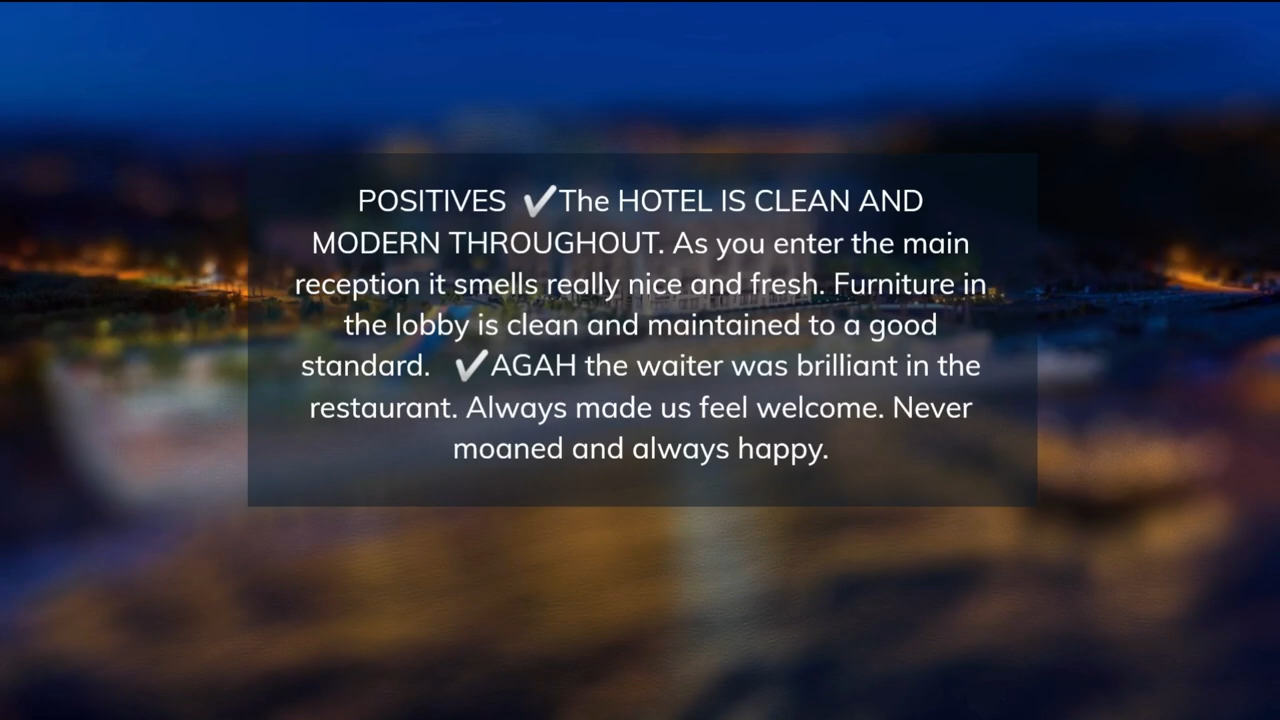 POSITIVES ✔The HOTEL IS CLEAN AND
MODERN THROUGHOUT. As you enter the main
reception it smells really nice and fresh. Furniture in
the lobby is clean and maintained to a good
standard. ✔AGAH the waiter was brilliant in the
restaurant. Always made us feel welcome. Never
moaned and always happy.